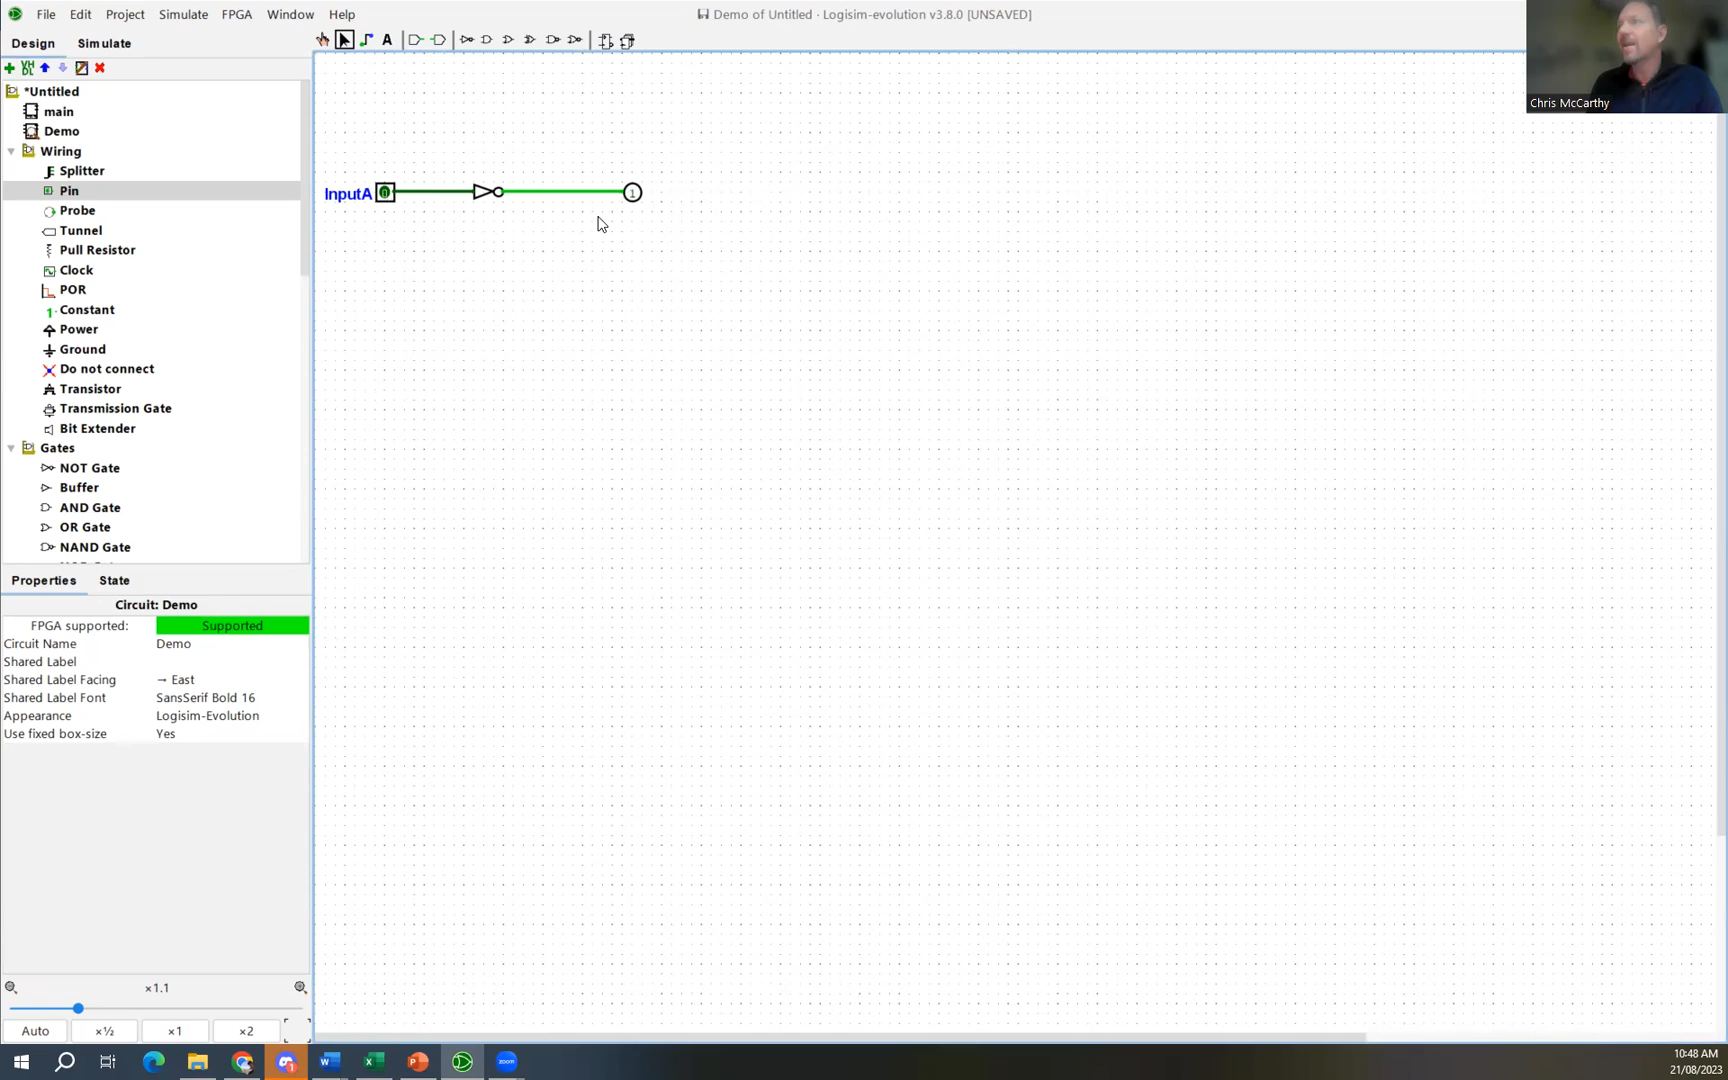 File Edit Project Simulate FPGA Window Help
Demo of Untitled · Logisim-evolution v3.8.0 [UNSAVED]
Design Simulate
A
VH
DL
*Untitled
main
Demo
Wiring
Splitter
Pin
Probe
Tunnel
Pull Resistor
Clock
POR
Constant
Power
Ground
Do not connect
Transistor
Transmission Gate
Bit Extender
Gates
NOT Gate
Buffer
AND Gate
OR Gate
NAND Gate
Properties State
Circuit: Demo
FPGA supported: Supported
Circuit Name Demo
Shared Label
Shared Label Facing → East
Shared Label Font SansSerif Bold 16
Appearance Logisim-Evolution
Use fixed box-size Yes
×1.1
Auto ×½ ×1 ×2
InputA 0 1
Chris McCarthy
zoom
10:48 AM
21/08/2023